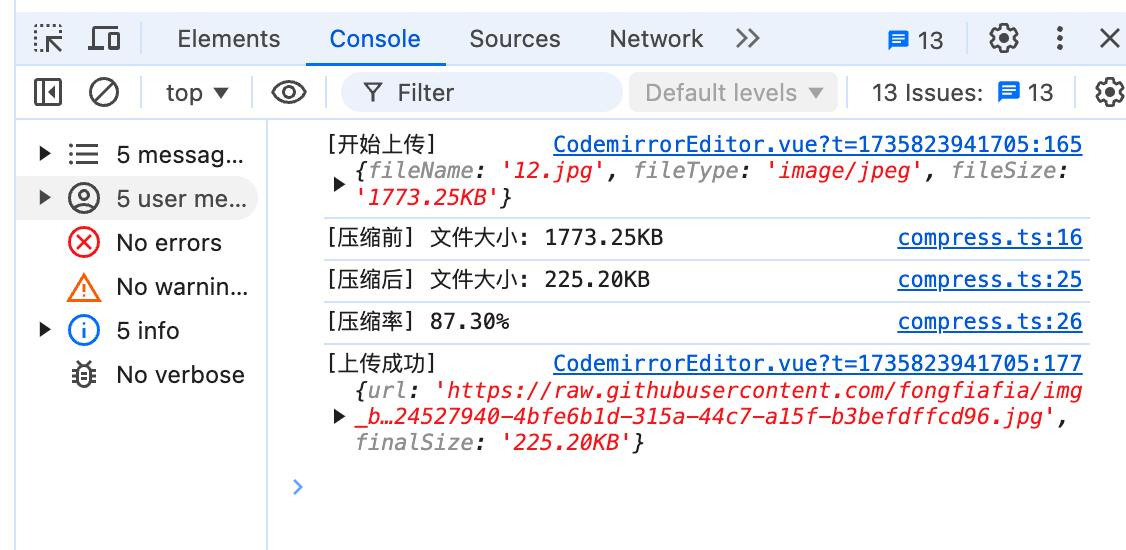 Elements
Console
Sources
Network
13
top
Filter
Default levels
13 Issues:
13
5 messag...
5 user me...
No errors
No warnin...
5 info
No verbose
[开始上传] CodemirrorEditor.vue?t=1735823941705:165
{fileName: '12.jpg', fileType: 'image/jpeg', fileSize:
'1773.25KB'}
[压缩前] 文件大小: 1773.25KB compress.ts:16
[压缩后] 文件大小: 225.20KB compress.ts:25
[压缩率] 87.30% compress.ts:26
[上传成功] CodemirrorEditor.vue?t=1735823941705:177
{url: 'https://raw.githubusercontent.com/fongfiafia/img
_b…24527940-4bfe6b1d-315a-44c7-a15f-b3befdffcd96.jpg',
finalSize: '225.20KB'}